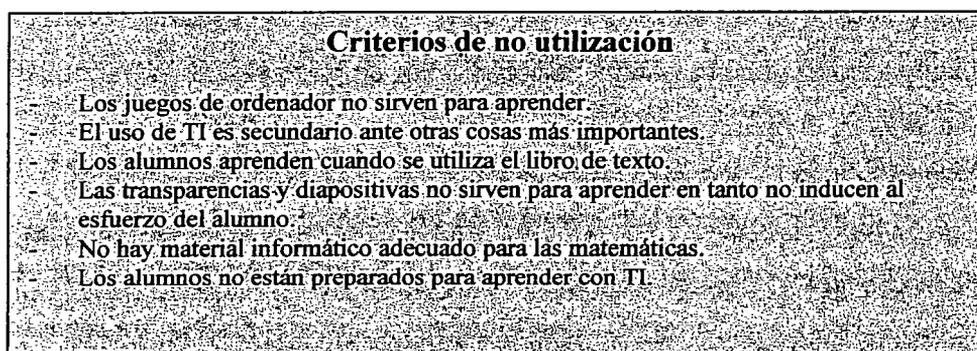 Criterios de no utilización
- Los juegos de ordenador no sirven para aprender.
- El uso de TI es secundario ante otras cosas más importantes.
- Los alumnos aprenden cuando se utiliza el libro de texto.
- Las transparencias y diapositivas no sirven para aprender en tanto no inducen al
esfuerzo del alumno.
- No hay material informático adecuado para las matemáticas.
- Los alumnos no están preparados para aprender con TI.